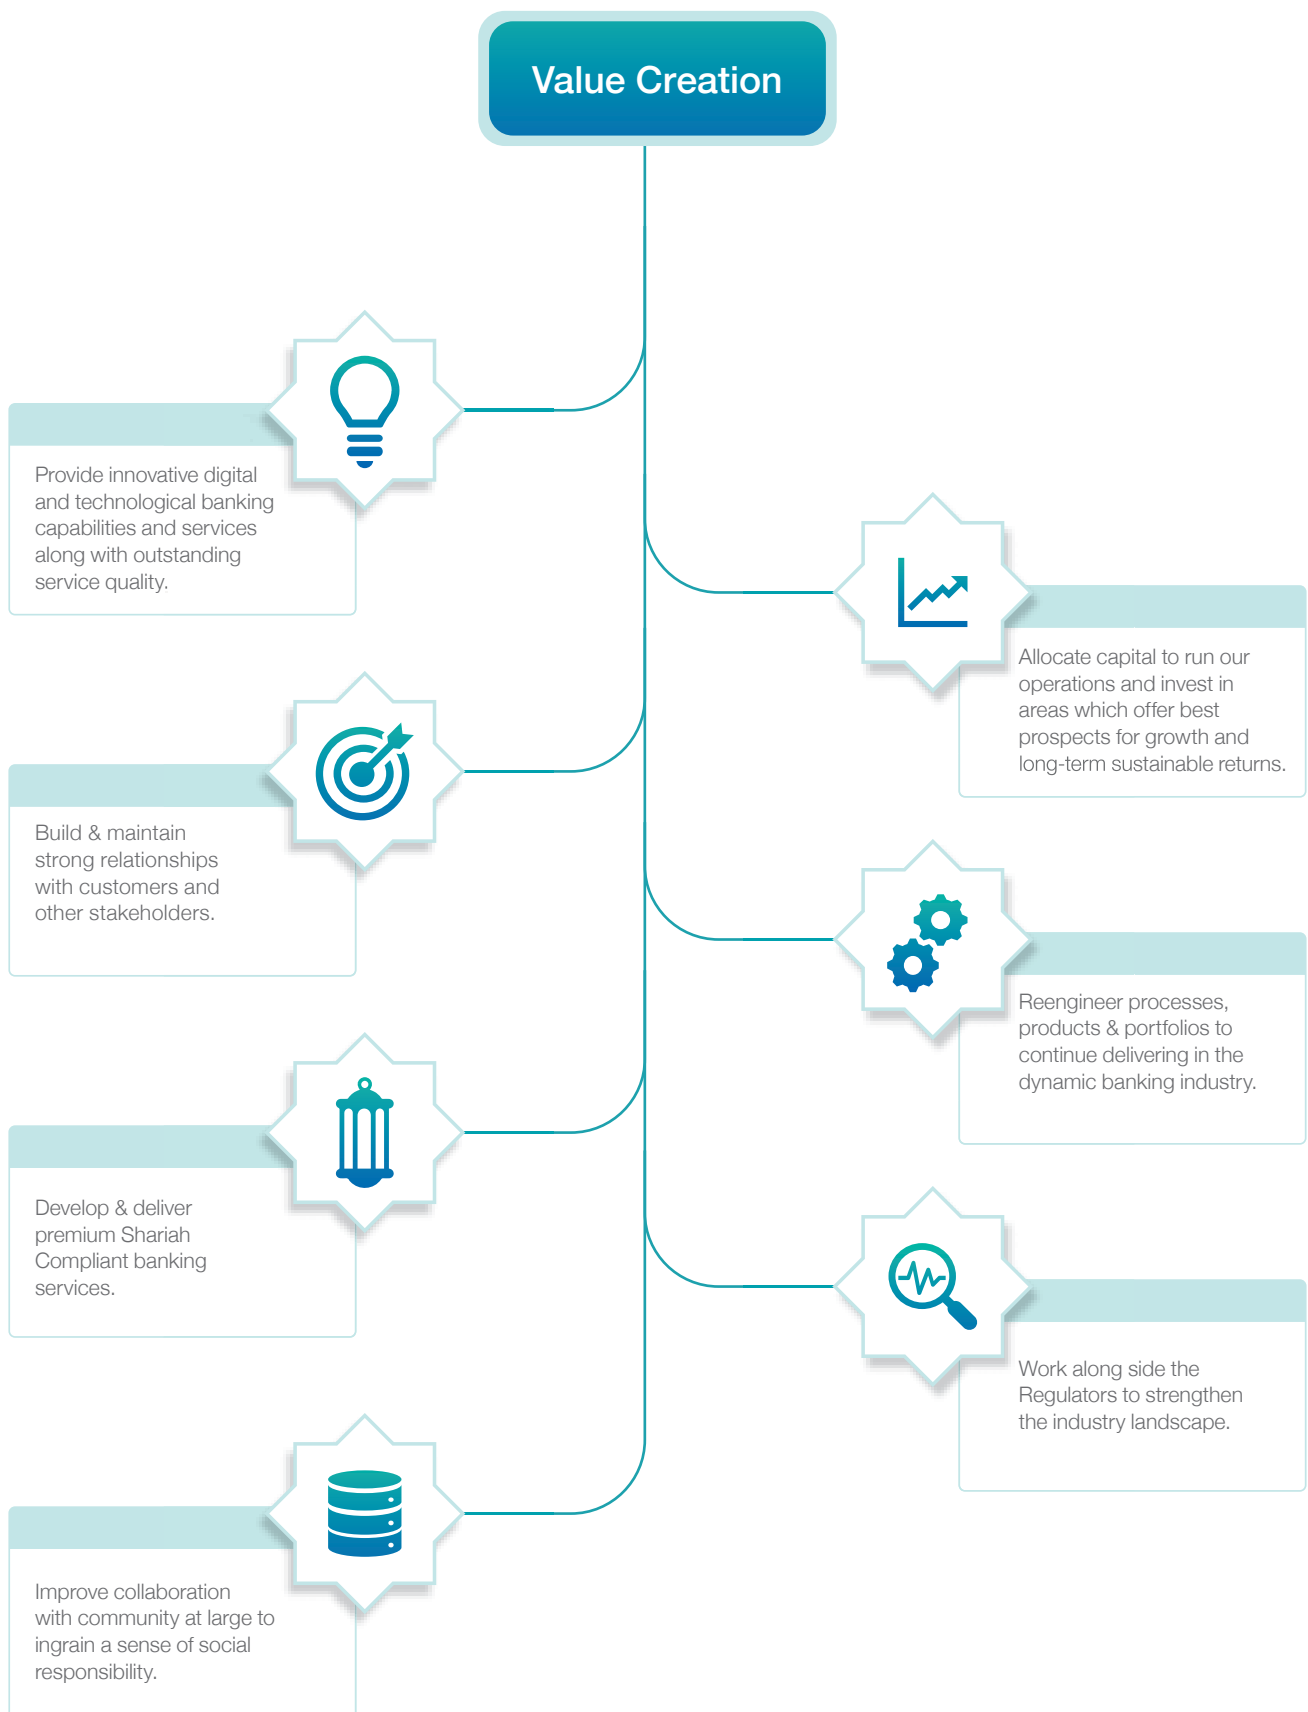 Value Creation
Provide innovative digital
and technological banking
capabilities and services
along with outstanding
service quality.
Allocate capital to run our
operations and invest in
areas which offer best
prospects for growth and
long-term sustainable returns.
Build & maintain
strong relationships
with customers and
other stakeholders.
Reengineer processes,
products & portfolios to
continue delivering in the
dynamic banking industry.
Develop & deliver
premium Shariah
Compliant banking
services.
Work along side the
Regulators to strengthen
the industry landscape.
Improve collaboration
with community at large to
ingrain a sense of social
responsibility.